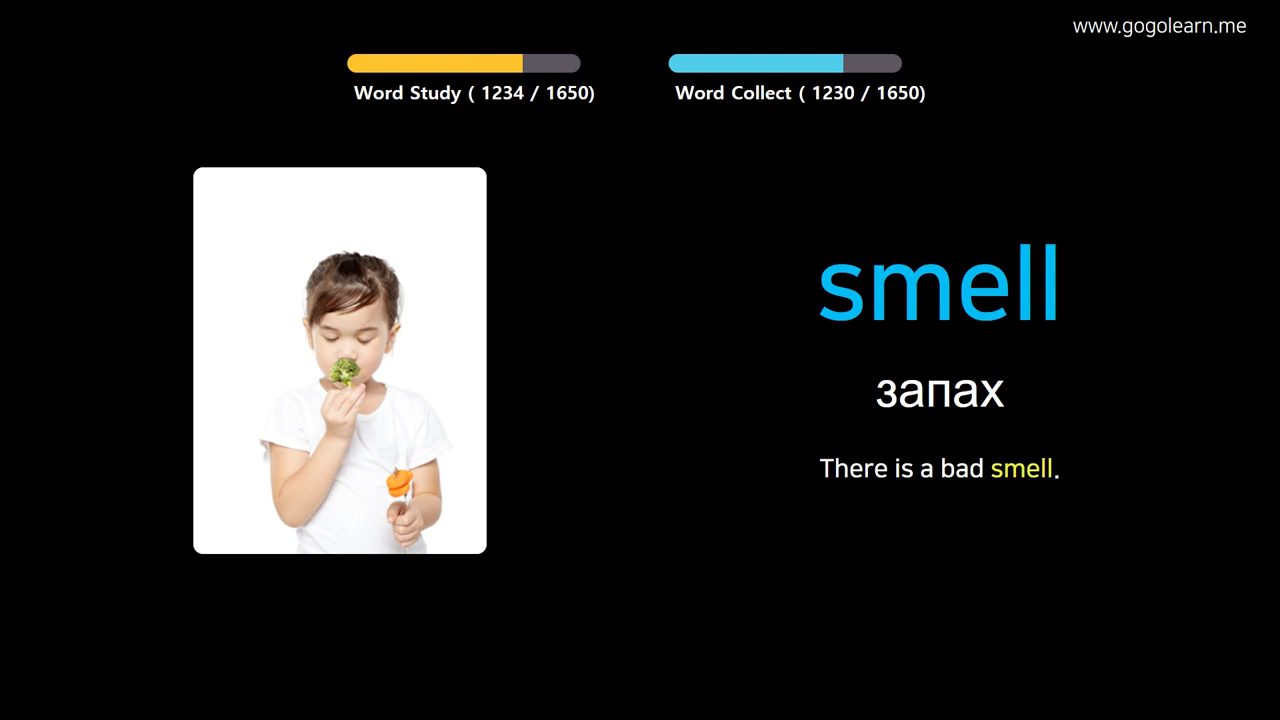 www.gogolearn.me
Word Study ( 1234 / 1650)
Word Collect ( 1230 / 1650)
smell
запах
There is a bad smell.